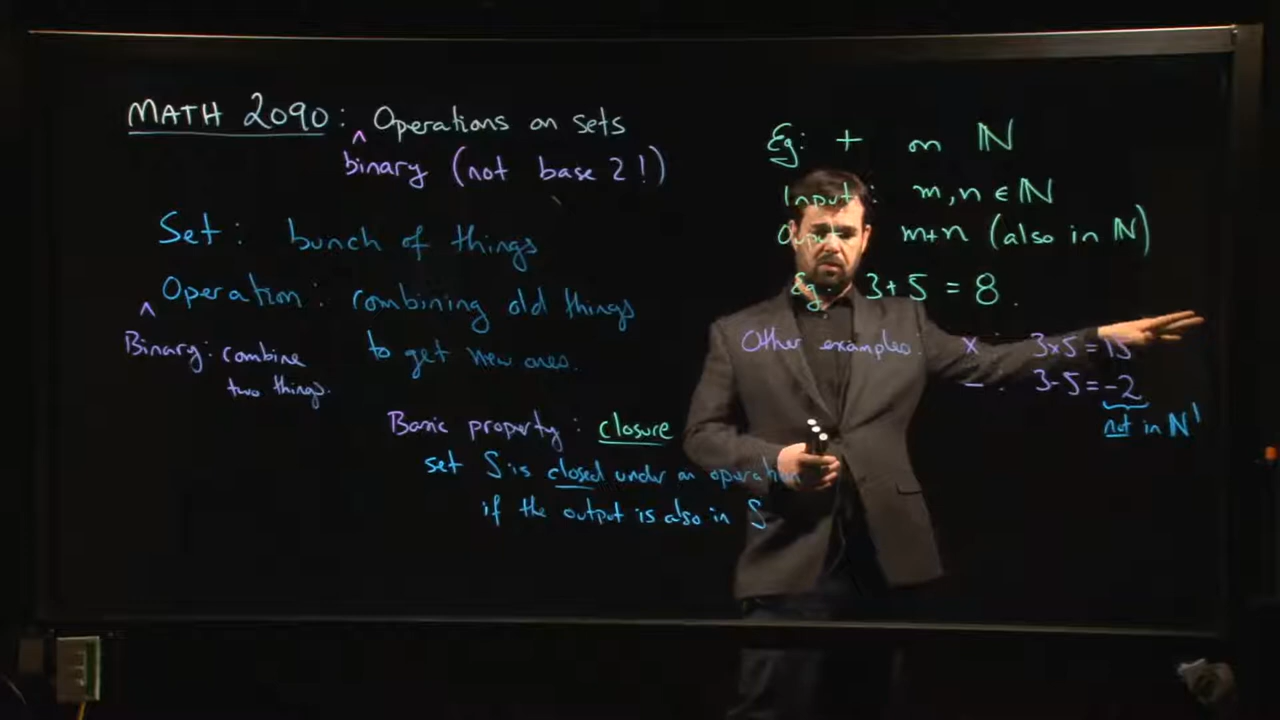 MATH 2090: Operations on sets
^ binary (not base 2!)
Set: bunch of things
Operation: combining old things
to get new ones.
^ Binary: combine
two things.
Basic property: closure
set S is closed under an operation
if the output is also in S
Eg: + on ℕ
Input: m,n ∈ ℕ
Output: m+n (also in ℕ)
Eg: 3+5 = 8.
Other examples: × 3×5=15
- : 3-5=-2
not in ℕ!